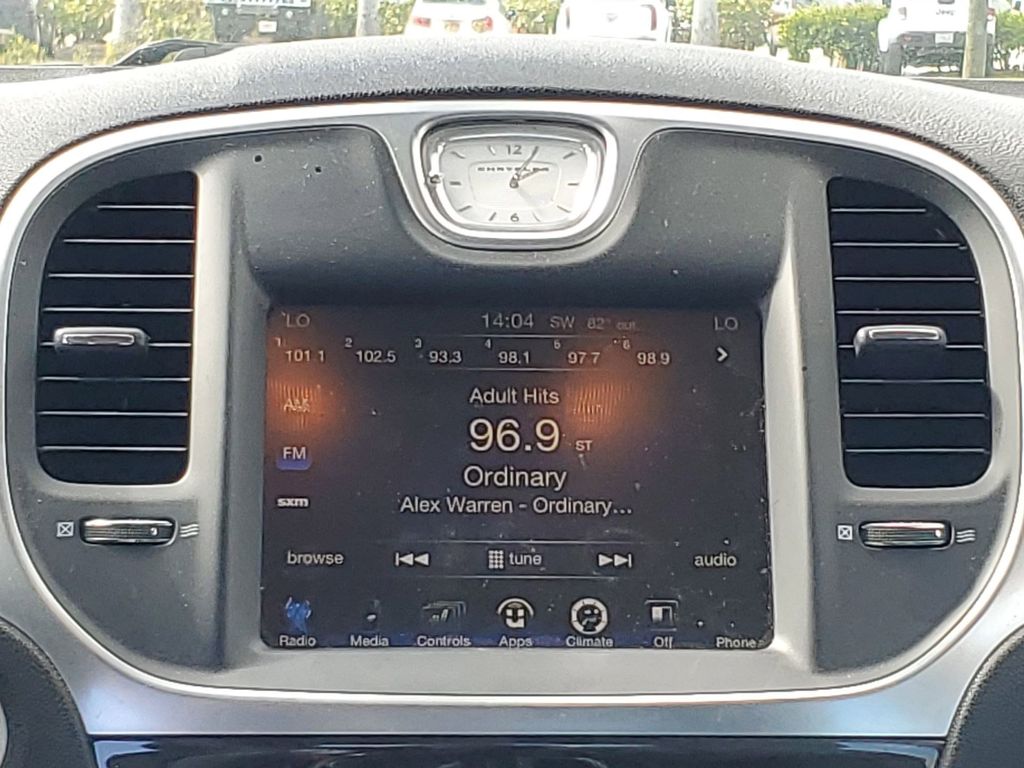 Jeep
12
CHRYSLER
6
LO 14:04 SW 82° out LO
1 2 3 4 5 6
101.1 102.5 93.3 98.1 97.7 98.9
Adult Hits
AM
96.9 ST
FM
Ordinary
sxm
Alex Warren - Ordinary...
browse tune audio
Radio Media Controls Apps Climate Off Phone